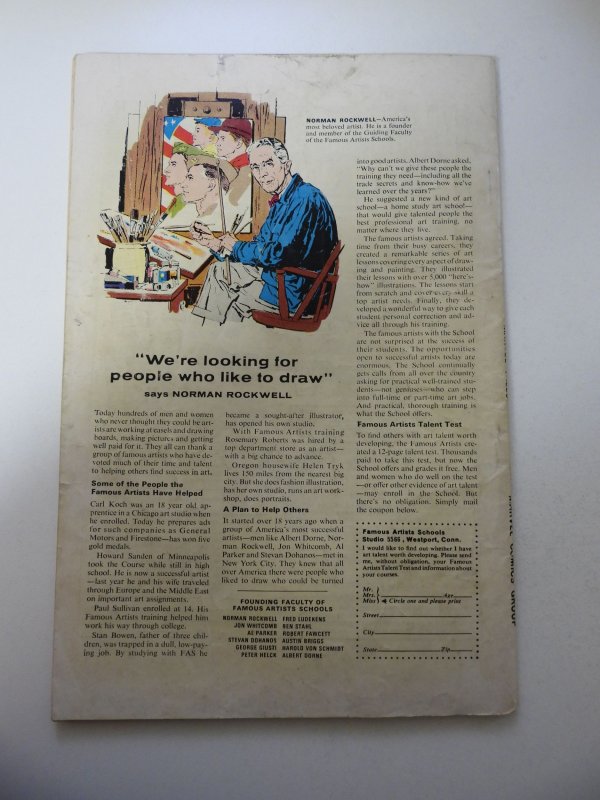 NORMAN ROCKWELL—America's
most beloved artist. He is a founder
and member of the Guiding Faculty
of the Famous Artists Schools.
"We're looking for
people who like to draw"
says NORMAN ROCKWELL
Today hundreds of men and women
who never thought they could be art-
ists are working at easels and drawing
boards, making pictures and getting
well paid for it. They all can thank a
group of famous artists who have de-
voted much of their time and talent
to helping others find success in art.
Some of the People the
Famous Artists Have Helped
Carl Koch was an 18 year old ap-
prentice in a Chicago art studio when
he enrolled. Today he prepares ads
for such companies as General
Motors and Firestone—has won five
gold medals.
Howard Sanden of Minneapolis
took the Course while still in high
school. He is now a successful artist
—last year he and his wife traveled
through Europe and the Middle East
on important art assignments.
Paul Sullivan enrolled at 14. His
Famous Artists training helped him
work his way through college.
Stan Bowen, father of three chil-
dren, was trapped in a dull, low-pay-
ing job. By studying with FAS he
became a sought-after illustrator,
has opened his own studio.
With Famous Artists training
Rosemary Roberts was hired by a
top department store as an artist—
with a big chance to advance.
Oregon housewife Helen Tryk
lives 150 miles from the nearest big
city. But she does fashion illustration,
has her own studio, runs an art work-
shop, does portraits.
A Plan to Help Others
It started over 18 years ago when a
group of America's most successful
artists—men like Albert Dorne, Nor-
man Rockwell, Jon Whitcomb, Al
Parker and Stevan Dohanos—met in
New York City. They knew that all
over America there were people who
liked to draw who could be turned
FOUNDING FACULTY OF
FAMOUS ARTISTS SCHOOLS
NORMAN ROCKWELL FRED LUDEKENS
JON WHITCOMB BEN STAHL
AL PARKER ROBERT FAWCETT
STEVAN DOHANOS AUSTIN BRIGGS
GEORGE GIUSTI HAROLD VON SCHMIDT
PETER HELCK ALBERT DORNE
into good artists. Albert Dorne asked,
"Why can't we give these people the
training they need—including all the
trade secrets and know-how we've
learned over the years?"
He suggested a new kind of art
school—a home study art school—
that would give talented people the
best professional art training, no
matter where they live.
The famous artists agreed. Taking
time from their busy careers, they
created a remarkable series of art
lessons covering every aspect of draw-
ing and painting. They illustrated
their lessons with over 5,000 "here's-
how" illustrations. The lessons start
from scratch and cover every skill a
top artist needs. Finally, they de-
veloped a wonderful way to give each
student personal correction and ad-
vice all through his training.
The famous artists with the School
are not surprised at the success of
their students. The opportunities
open to successful artists today are
enormous. The School continually
gets calls from all over the country
asking for practical well-trained stu-
dents—not geniuses—who can step
into full-time or part-time art jobs.
And practical, thorough training is
what the School offers.
Famous Artists Talent Test
To find others with art talent worth
developing, the Famous Artists cre-
ated a 12-page talent test. Thousands
paid to take this test, but now the
School offers and grades it free. Men
and women who do well on the test
—or offer other evidence of art talent
—may enroll in the School. But
there's no obligation. Simply mail
the coupon below.
Famous Artists Schools
Studio 5565, Westport, Conn.
I would like to find out whether I have
art talent worth developing. Please send
me, without obligation, your Famous
Artists Talent Test and information about
your courses.
Mr.
Mrs. Age
Miss Circle one and please print
Street
City
State Zip
MARVEL COMICS GROUP